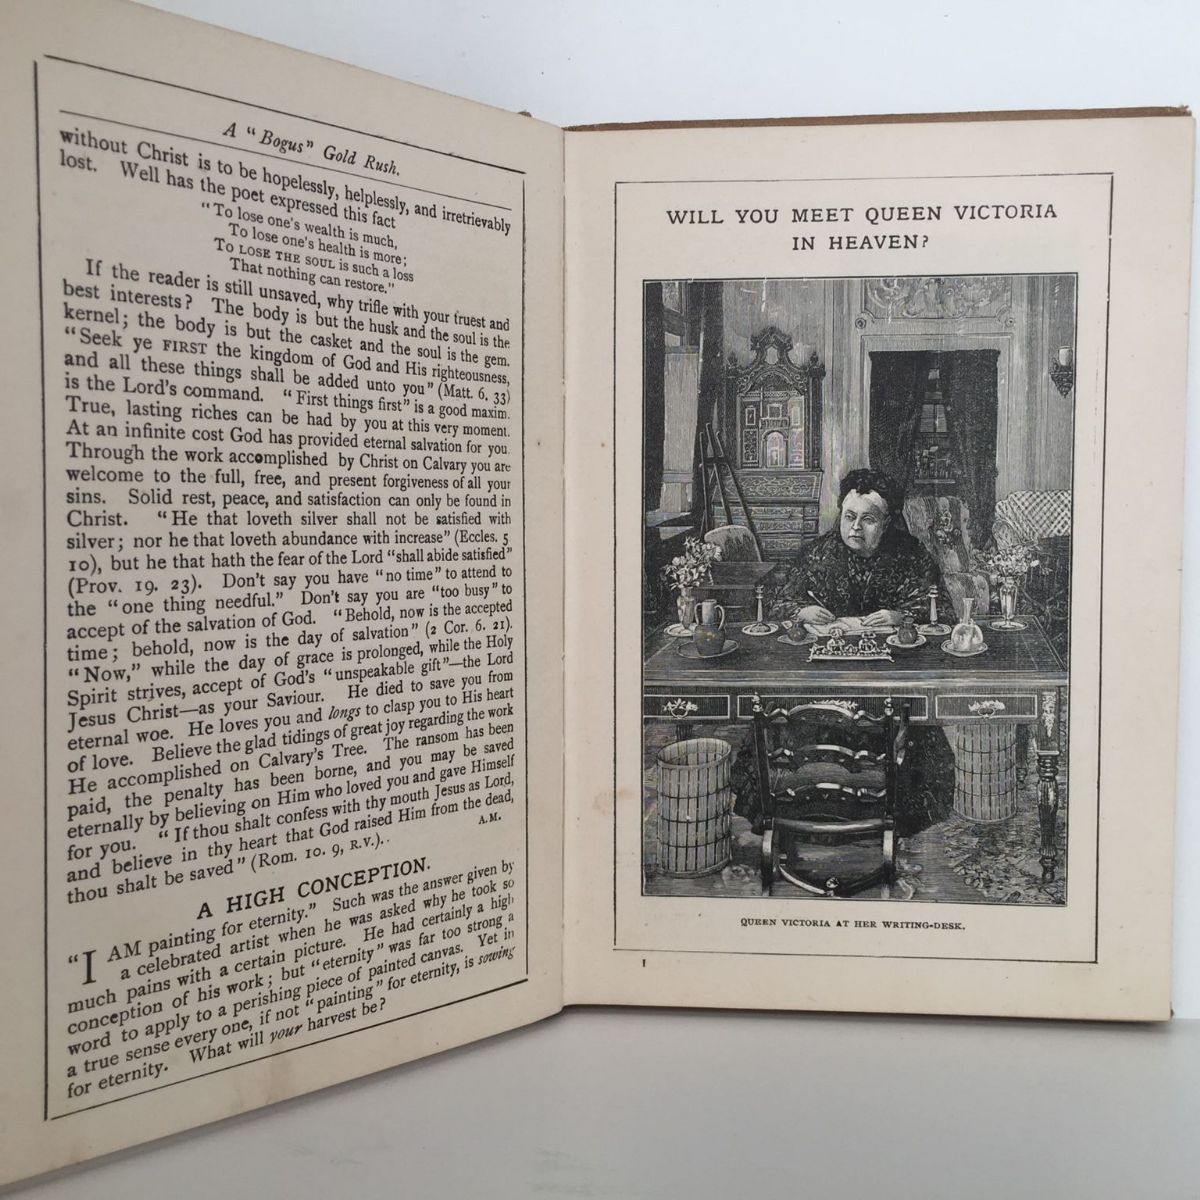 A "Bogus" Gold Rush.
without Christ is to be hopelessly, helplessly, and irretrievably
lost. Well has the poet expressed this fact
"To lose one's wealth is much,
To lose one's health is more;
To LOSE THE SOUL is such a loss
That nothing can restore."
If the reader is still unsaved, why trifle with your truest and
best interests? The body is but the husk and the soul is the
kernel; the body is but the casket and the soul is the gem.
"Seek ye FIRST the kingdom of God and His righteousness,
and all these things shall be added unto you" (Matt. 6. 33)
is the Lord's command. "First things first" is a good maxim.
True, lasting riches can be had by you at this very moment.
At an infinite cost God has provided eternal salvation for you.
Through the work accomplished by Christ on Calvary you are
welcome to the full, free, and present forgiveness of all your
sins. Solid rest, peace, and satisfaction can only be found in
Christ. "He that loveth silver shall not be satisfied with
silver; nor he that loveth abundance with increase" (Eccles. 5
10), but he that hath the fear of the Lord "shall abide satisfied"
(Prov. 19. 23). Don't say you have "no time" to attend to
the "one thing needful." Don't say you are "too busy" to
accept of the salvation of God. "Behold, now is the accepted
time; behold, now is the day of salvation" (2 Cor. 6. 21).
"Now," while the day of grace is prolonged, while the Holy
Spirit strives, accept of God's "unspeakable gift"—the Lord
Jesus Christ—as your Saviour. He died to save you from
eternal woe. He loves you and longs to clasp you to His heart
of love. Believe the glad tidings of great joy regarding the work
He accomplished on Calvary's Tree. The ransom has been
paid, the penalty has been borne, and you may be saved
eternally by believing on Him who loved you and gave Himself
for you. "If thou shalt confess with thy mouth Jesus as Lord,
and believe in thy heart that God raised Him from the dead,
thou shalt be saved" (Rom. 10. 9, R.V.).
A.M.
A HIGH CONCEPTION.
"I AM painting for eternity." Such was the answer given by
a celebrated artist when he was asked why he took so
much pains with a certain picture. He had certainly a high
conception of his work; but "eternity" was far too strong a
word to apply to a perishing piece of painted canvas. Yet in
a true sense every one, if not "painting" for eternity, is sowing
for eternity. What will your harvest be?
WILL YOU MEET QUEEN VICTORIA
IN HEAVEN?
QUEEN VICTORIA AT HER WRITING-DESK.
1